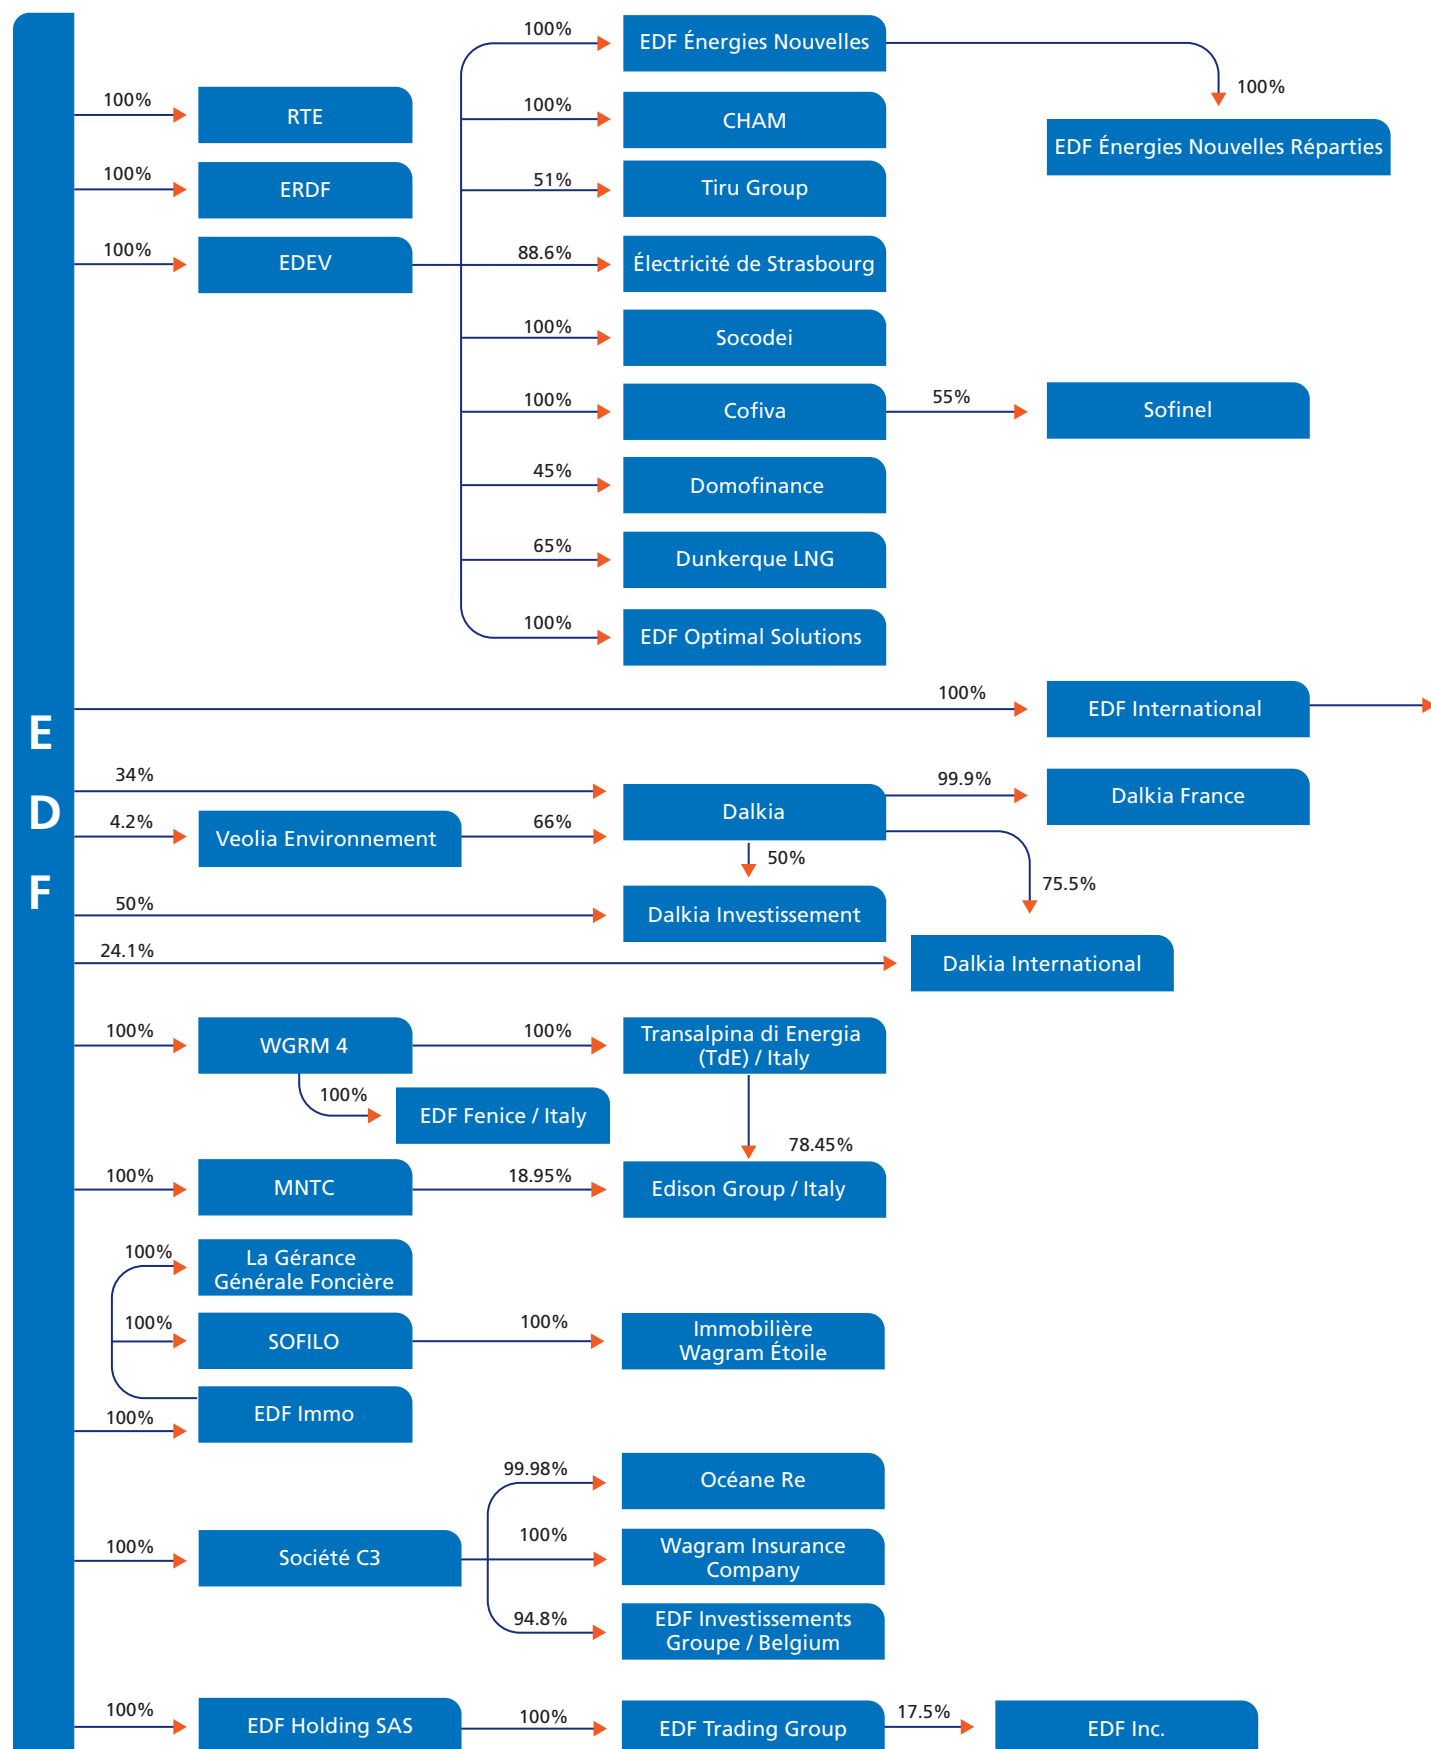 100%
EDF Énergies Nouvelles
100%
EDF Énergies Nouvelles Réparties
100%
RTE
100%
CHAM
100%
ERDF
51%
Tiru Group
100%
EDEV
88.6%
Électricité de Strasbourg
100%
Socodei
100%
Cofiva
55%
Sofinel
45%
Domofinance
65%
Dunkerque LNG
100%
EDF Optimal Solutions
E
D
F
100%
EDF International
34%
Dalkia
99.9%
Dalkia France
4.2%
Veolia Environnement
66%
50%
75.5%
50%
Dalkia Investissement
24.1%
Dalkia International
100%
WGRM 4
100%
Transalpina di Energia
(TdE) / Italy
100%
EDF Fenice / Italy
78.45%
100%
MNTC
18.95%
Edison Group / Italy
100%
La Gérance
Générale Foncière
100%
SOFILO
100%
Immobilière
Wagram Étoile
100%
EDF Immo
99.98%
Océane Re
100%
Société C3
100%
Wagram Insurance
Company
94.8%
EDF Investissements
Groupe / Belgium
100%
EDF Holding SAS
100%
EDF Trading Group
17.5%
EDF Inc.